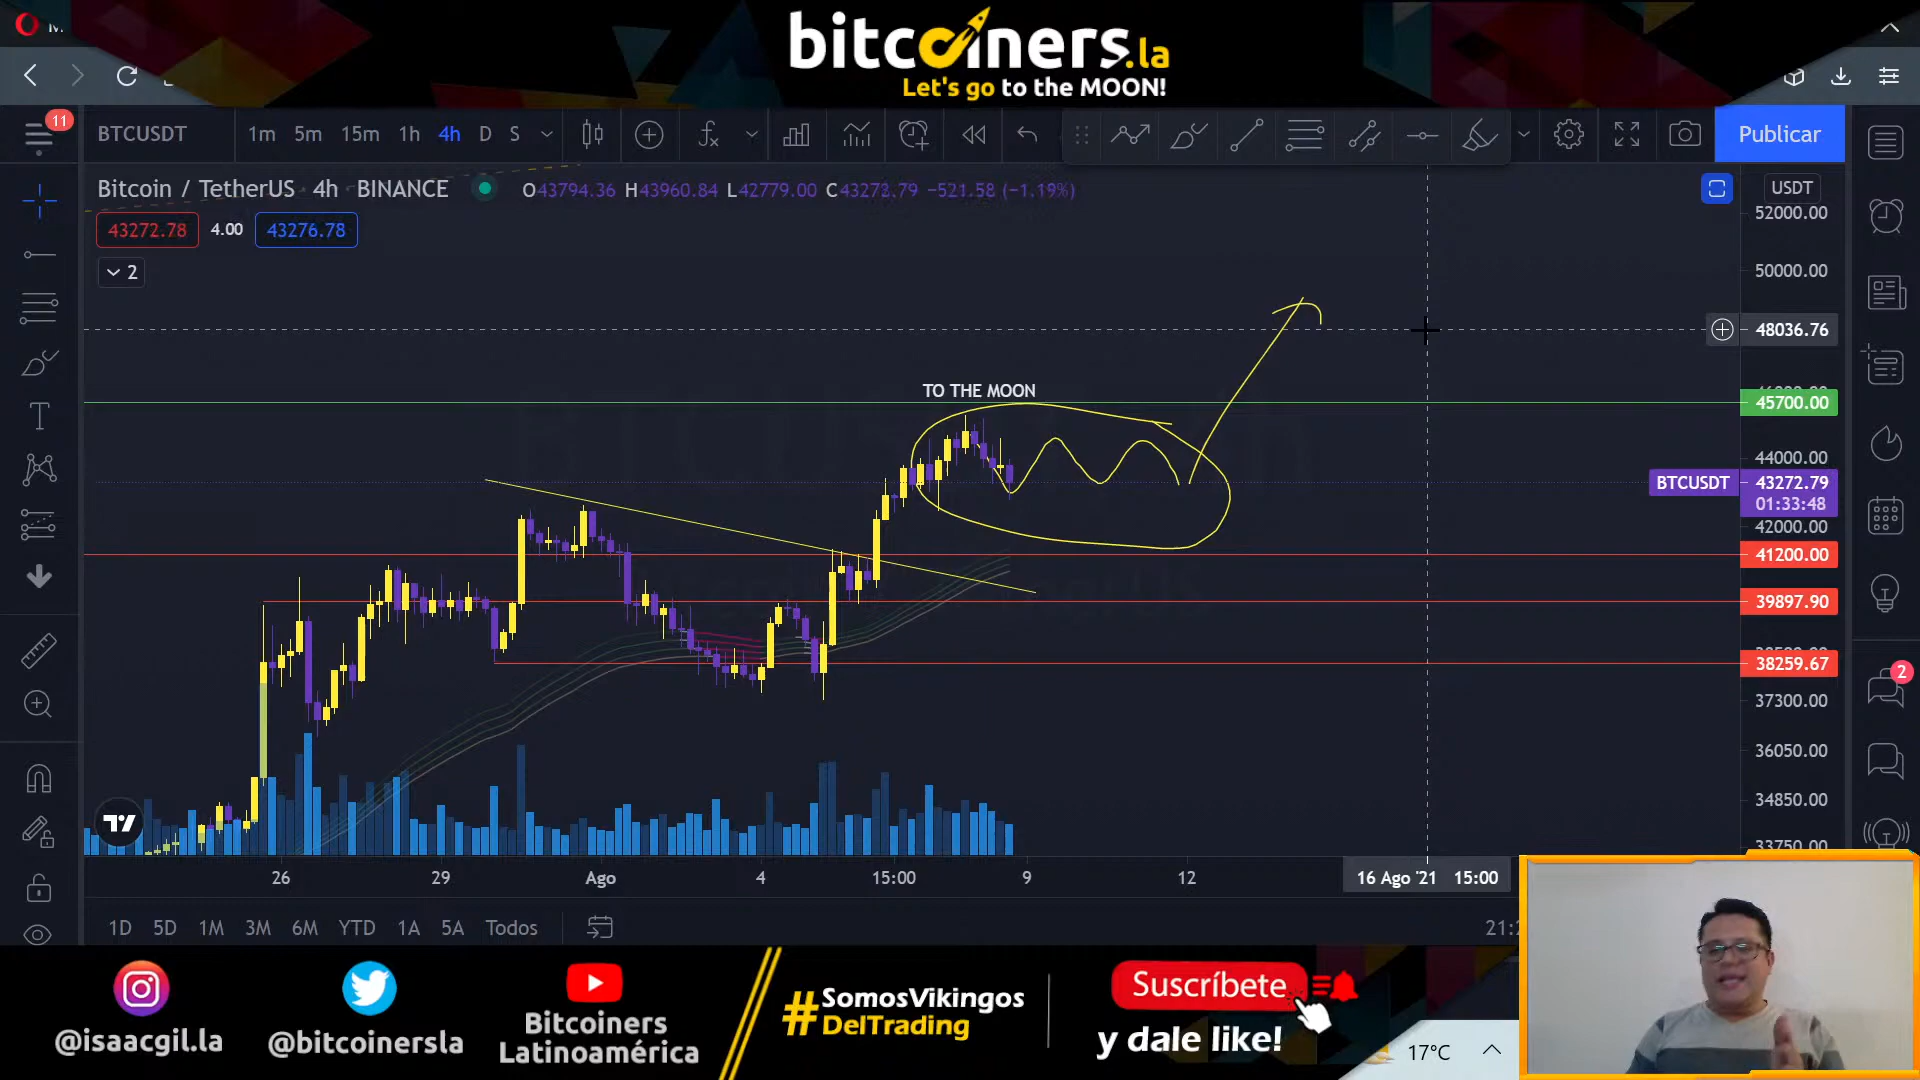 bitcoiners.la
Let's go to the MOON!
11
BTCUSDT
1m 5m 15m 1h 4h D S
Publicar
Bitcoin / TetherUS · 4h · BINANCE
O43794.36 H43960.84 L42779.00 C43272.79 −521.58 (−1.19%)
USDT
43272.78 4.00 43276.78
2
52000.00
50000.00
48036.76
TO THE MOON
45700.00
44000.00
BTCUSDT 43272.79
01:33:48
42000.00
41200.00
39897.90
38259.67
2
37300.00
36050.00
34850.00
33750.00
26 29 Ago 4 15:00 9 12 16 Ago '21 15:00
1D 5D 1M 3M 6M YTD 1A 5A Todos
@isaacgil.la
@bitcoinersla
Bitcoiners
Latinoamérica
#SomosVikingos
DelTrading
Suscríbete
y dale like!
17°C